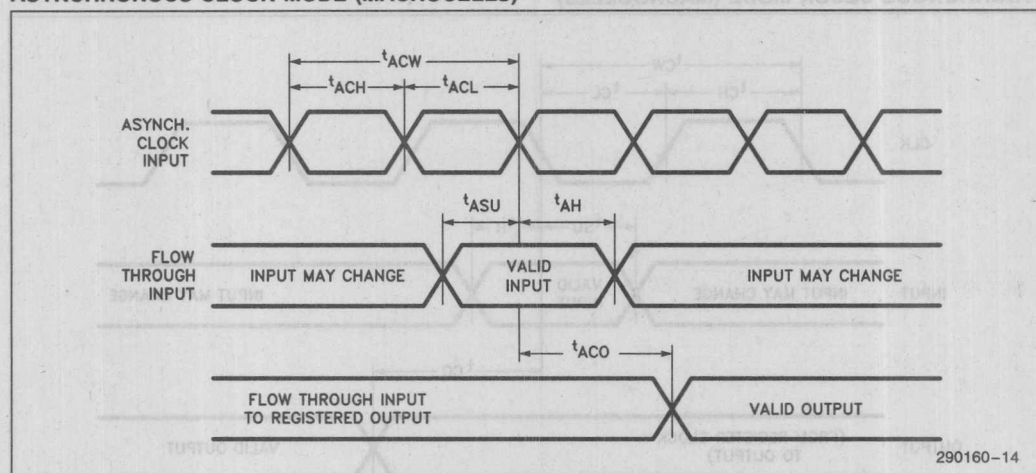 ASYNCHRONOUS CLOCK MODE (MACROCELLS)
tACW
tACH
tACL
ASYNCH.
CLOCK
INPUT
tASU
tAH
FLOW
THROUGH
INPUT
INPUT MAY CHANGE
VALID
INPUT
INPUT MAY CHANGE
tACO
FLOW THROUGH INPUT
TO REGISTERED OUTPUT
VALID OUTPUT
290160-14